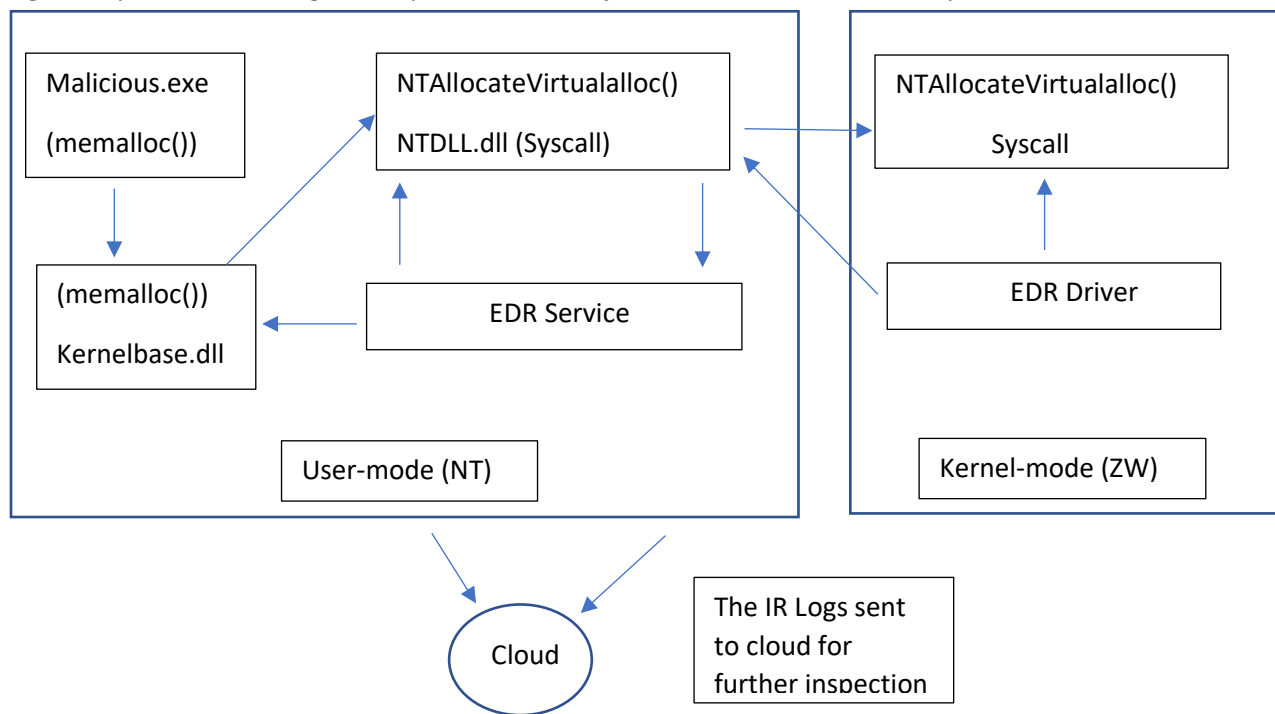 Malicious.exe
(memalloc())
NTAllocateVirtualalloc()
NTDLL.dll (Syscall)
NTAllocateVirtualalloc()
Syscall
(memalloc())
Kernelbase.dll
EDR Service
EDR Driver
User-mode (NT)
Kernel-mode (ZW)
Cloud
The IR Logs sent
to cloud for
further inspection